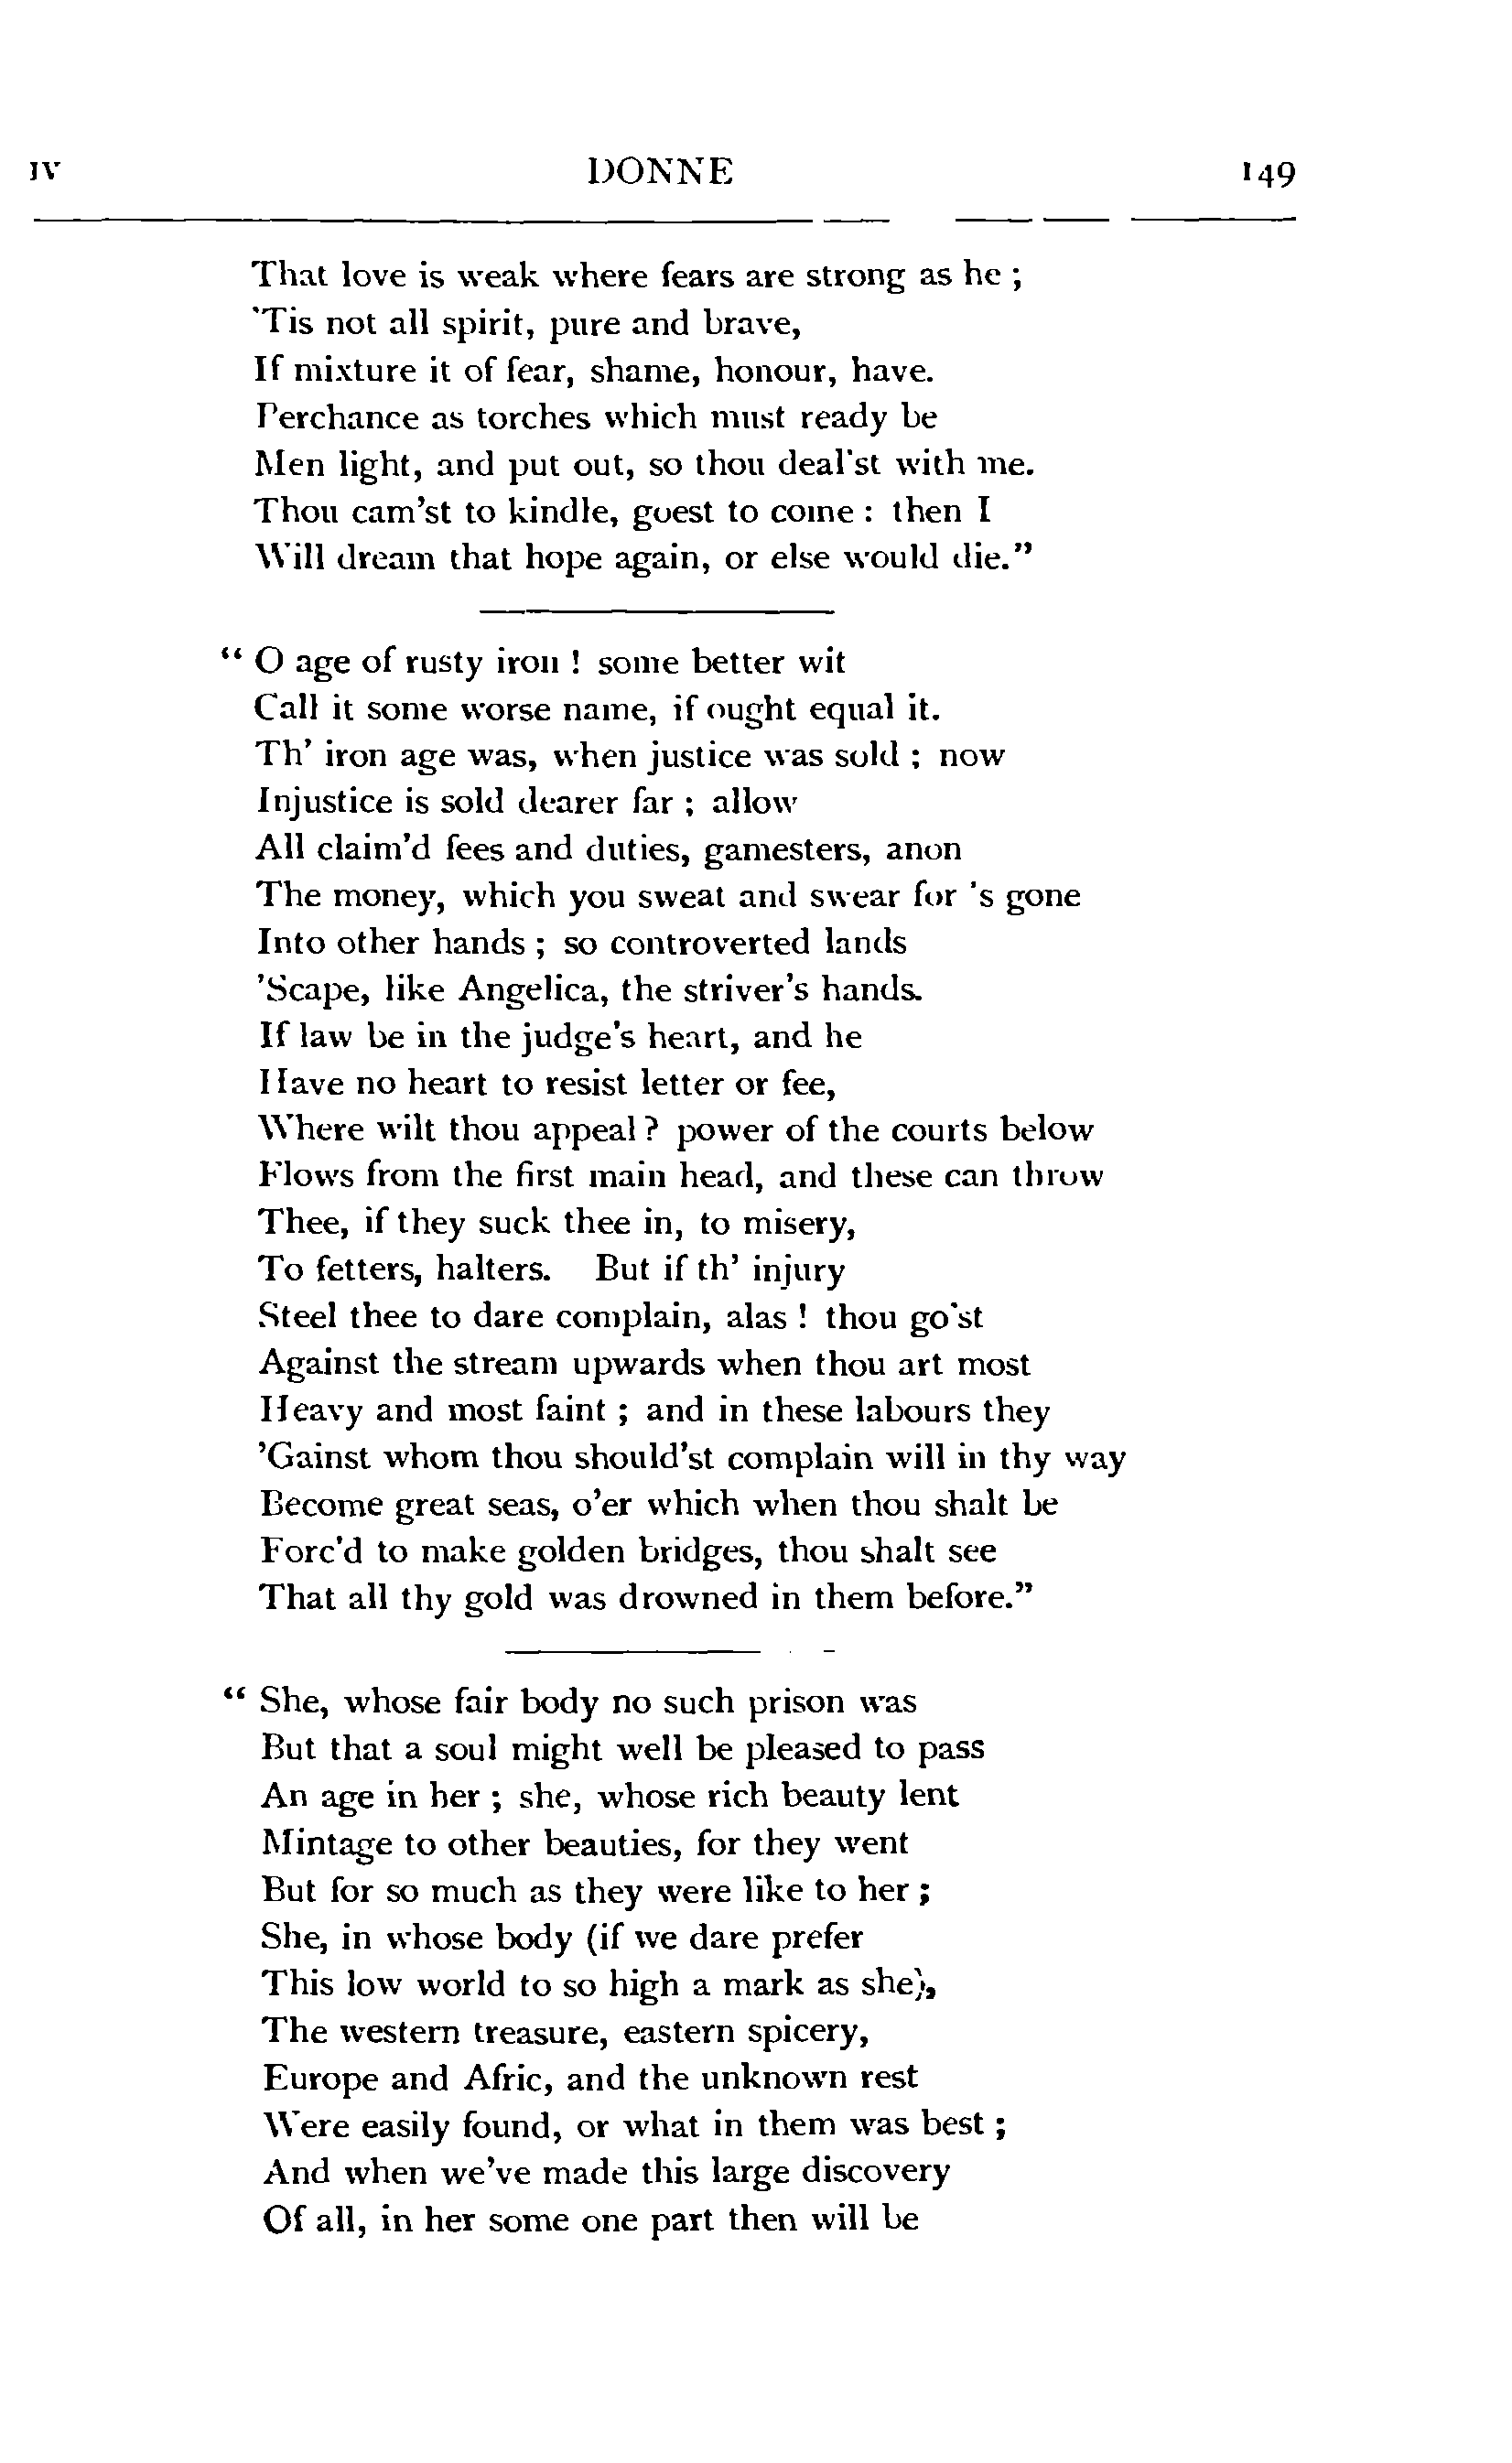 IV DONNE 149
That love is weak where fears are strong as he ;
'Tis not all spirit, pure and brave,
If mixture it of fear, shame, honour, have.
Perchance as torches which must ready be
Men light, and put out, so thou deal'st with me.
Thou cam'st to kindle, goest to come : then I
Will dream that hope again, or else would die."
" O age of rusty iron ! some better wit
Call it some worse name, if ought equal it.
Th' iron age was, when justice was sold ; now
Injustice is sold dearer far ; allow
All claim'd fees and duties, gamesters, anon
The money, which you sweat and swear for 's gone
Into other hands ; so controverted lands
'Scape, like Angelica, the striver's hands.
If law be in the judge's heart, and he
Have no heart to resist letter or fee,
Where wilt thou appeal ? power of the courts below
Flows from the first main head, and these can throw
Thee, if they suck thee in, to misery,
To fetters, halters. But if th' injury
Steel thee to dare complain, alas ! thou go'st
Against the stream upwards when thou art most
Heavy and most faint ; and in these labours they
'Gainst whom thou should'st complain will in thy way
Become great seas, o'er which when thou shalt be
Forc'd to make golden bridges, thou shalt see
That all thy gold was drowned in them before."
" She, whose fair body no such prison was
But that a soul might well be pleased to pass
An age in her ; she, whose rich beauty lent
Mintage to other beauties, for they went
But for so much as they were like to her ;
She, in whose body (if we dare prefer
This low world to so high a mark as she),
The western treasure, eastern spicery,
Europe and Afric, and the unknown rest
Were easily found, or what in them was best ;
And when we've made this large discovery
Of all, in her some one part then will be